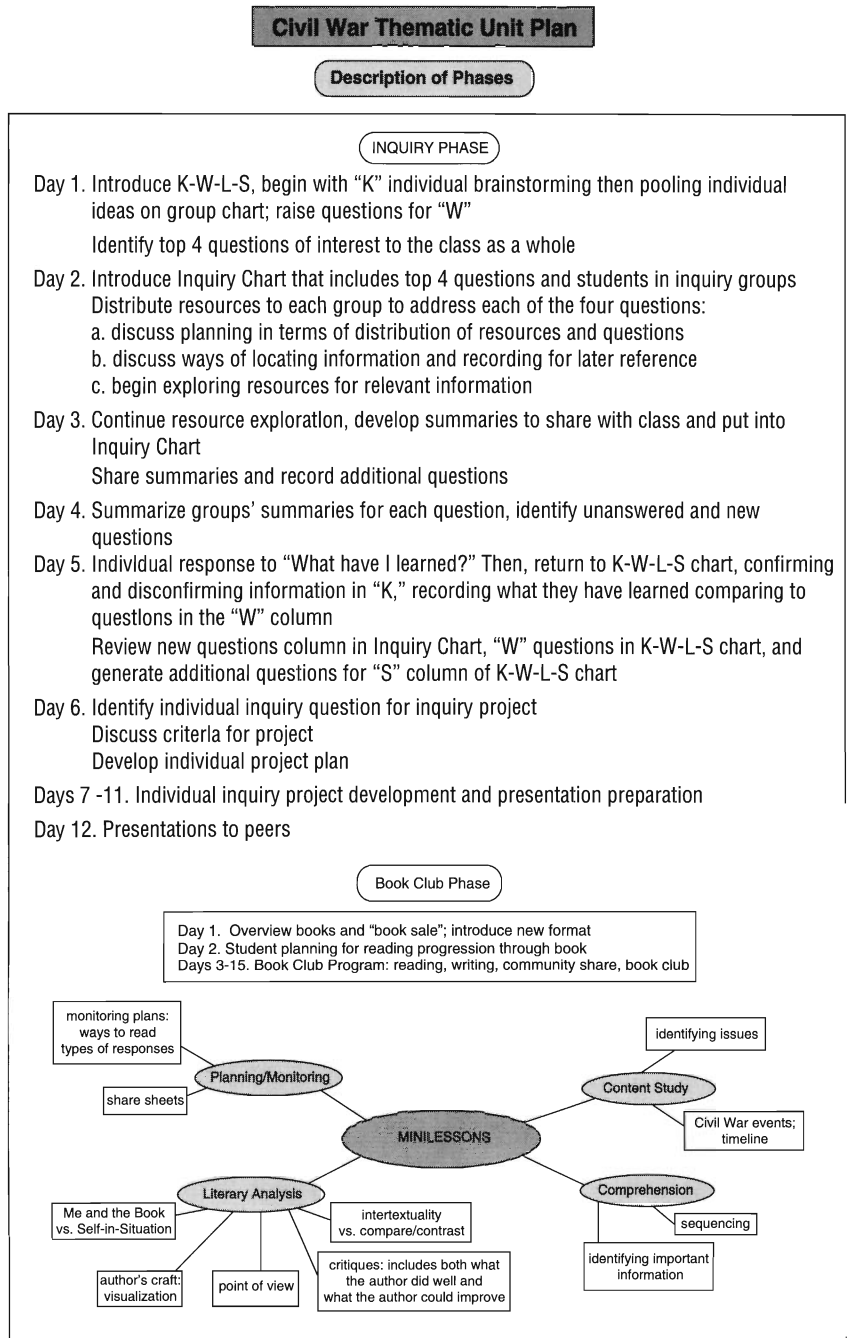 Civil War Thematic Unit Plan
Description of Phases
INQUIRY PHASE
Day 1. Introduce K-W-L-S, begin with “K” individual brainstorming then pooling individual
ideas on group chart; raise questions for “W”
Identify top 4 questions of interest to the class as a whole
Day 2. Introduce Inquiry Chart that includes top 4 questions and students in inquiry groups
Distribute resources to each group to address each of the four questions:
a. discuss planning in terms of distribution of resources and questions
b. discuss ways of locating information and recording for later reference
c. begin exploring resources for relevant information
Day 3. Continue resource exploration, develop summaries to share with class and put into
Inquiry Chart
Share summaries and record additional questions
Day 4. Summarize groups’ summaries for each question, identify unanswered and new
questions
Day 5. Individual response to “What have I learned?” Then, return to K-W-L-S chart, confirming
and disconfirming information in “K,” recording what they have learned comparing to
questions in the “W” column
Review new questions column in Inquiry Chart, “W” questions in K-W-L-S chart, and
generate additional questions for “S” column of K-W-L-S chart
Day 6. Identify individual inquiry question for inquiry project
Discuss criteria for project
Develop individual project plan
Days 7 -11. Individual inquiry project development and presentation preparation
Day 12. Presentations to peers
Book Club Phase
Day 1. Overview books and “book sale”; introduce new format
Day 2. Student planning for reading progression through book
Days 3-15. Book Club Program: reading, writing, community share, book club
monitoring plans:
ways to read
types of responses
Planning/Monitoring
share sheets
identifying issues
Content Study
Civil War events;
timeline
MINILESSONS
Literary Analysis
Me and the Book
vs. Self-in-Situation
author’s craft:
visualization
point of view
intertextuality
vs. compare/contrast
critiques: includes both what
the author did well and
what the author could improve
Comprehension
sequencing
identifying important
information